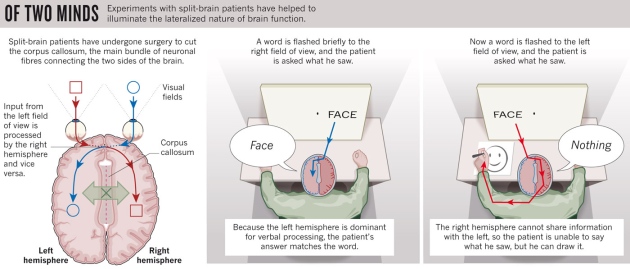 OF TWO MINDS
Experiments with split-brain patients have helped to
illuminate the lateralized nature of brain function.
Split-brain patients have undergone surgery to cut
the corpus callosum, the main bundle of neuronal
fibres connecting the two sides of the brain.
Input from
the left field
of view is
processed
by the right
hemisphere
and vice
versa.
Visual
fields
Corpus
callosum
Left
hemisphere
Right
hemisphere
A word is flashed briefly to the
right field of view, and the patient
is asked what he saw.
FACE
Face
Because the left hemisphere is dominant
for verbal processing, the patient's
answer matches the word.
Now a word is flashed to the left
field of view, and the patient is
asked what he saw.
FACE
Nothing
The right hemisphere cannot share information
with the left, so the patient is unable to say
what he saw, but he can draw it.